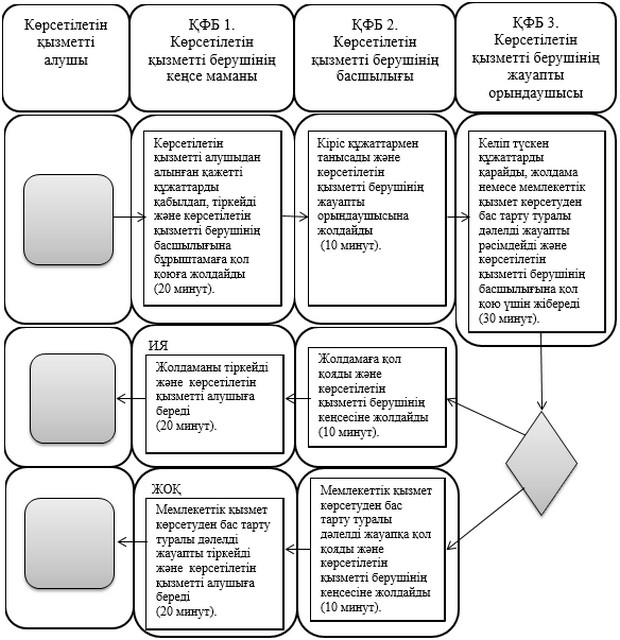 Көрсетілетін
қызметті
алушы
ҚФБ 1.
Көрсетілетін
қызметті берушінің
кеңсе маманы
ҚФБ 2.
Көрсетілетін
қызметті берушінің
басшылығы
ҚФБ 3.
Көрсетілетін
қызметті берушінің
жауапты
орындаушысы
Көрсетілетін
қызметті алушыдан
алынған қажетті
құжаттарды
қабылдап, тіркейді
және көрсетілетін
қызметті берушінің
басшылығына
бұрыштамаға қол
қоюға жолдайды
(20 минут).
Кіріс құжаттармен
танысады және
көрсетілетін
қызметті берушінің
жауапты
орындаушысына
жолдайды
(10 минут).
Келіп түскен
құжаттарды
қарайды, жолдама
немесе мемлекеттік
қызмет көрсетуден
бас тарту туралы
дәлелді жауапты
рәсімдейді және
көрсетілетін
қызметті берушінің
басшылығына қол
қою үшін жібереді
(30 минут).
ИЯ
Жолдаманы тіркейді
және көрсетілетін
қызметті алушыға
береді
(20 минут).
Жолдамаға қол
қояды және
көрсетілетін
қызметті берушінің
кеңсесіне жолдайды
(10 минут).
ЖОҚ
Мемлекеттік қызмет
көрсетуден бас тарту
туралы дәлелді
жауапты тіркейді
және көрсетілетін
қызметті алушыға
береді
(20 минут).
Мемлекеттік қызмет
көрсетуден бас
тарту туралы
дәлелді жауапқа қол
қояды және
көрсетілетін
қызметті берушінің
кеңсесіне жолдайды
(10 минут).